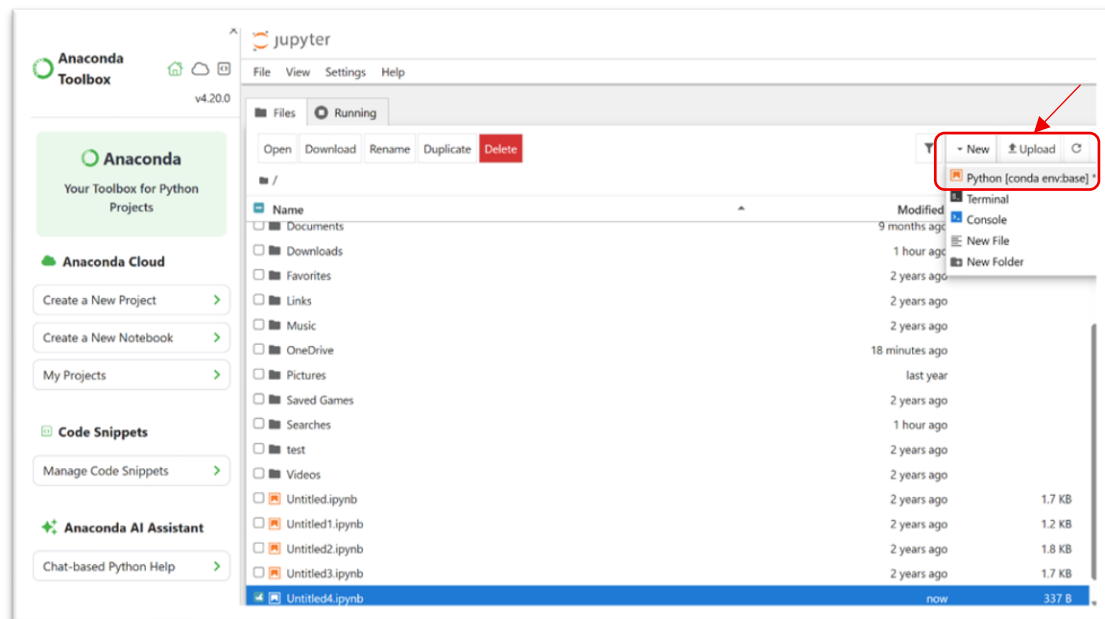 Anaconda
Toolbox
v4.20.0
Anaconda
Your Toolbox for Python
Projects
Anaconda Cloud
Create a New Project
Create a New Notebook
My Projects
Code Snippets
Manage Code Snippets
Anaconda AI Assistant
Chat-based Python Help
jupyter
File View Settings Help
Files Running
Open Download Rename Duplicate Delete
New Upload
/
Python [conda env:base] *
Terminal
Console
New File
New Folder
Name Modified
Documents 9 months ago
Downloads 1 hour ago
Favorites 2 years ago
Links 2 years ago
Music 2 years ago
OneDrive 18 minutes ago
Pictures last year
Saved Games 2 years ago
Searches 1 hour ago
test 2 years ago
Videos 2 years ago
Untitled.ipynb 2 years ago 1.7 KB
Untitled1.ipynb 2 years ago 1.2 KB
Untitled2.ipynb 2 years ago 1.8 KB
Untitled3.ipynb 2 years ago 1.7 KB
Untitled4.ipynb now 337 B